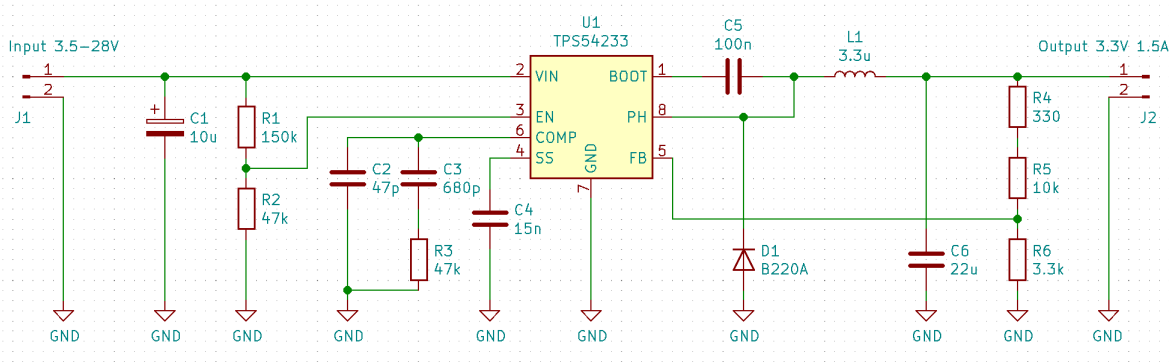 Input 3.5-28V
1
2
J1
GND
+
C1
10u
GND
R1
150k
R2
47k
GND
C2
47p
GND
C3
680p
R3
47k
C4
15n
GND
U1
TPS54233
2 VIN
3 EN
6 COMP
4 SS
GND
7
BOOT 1
PH 8
FB 5
GND
C5
100n
D1
B220A
GND
L1
3.3u
C6
22u
GND
R4
330
R5
10k
R6
3.3k
GND
Output 3.3V 1.5A
1
2
J2
GND